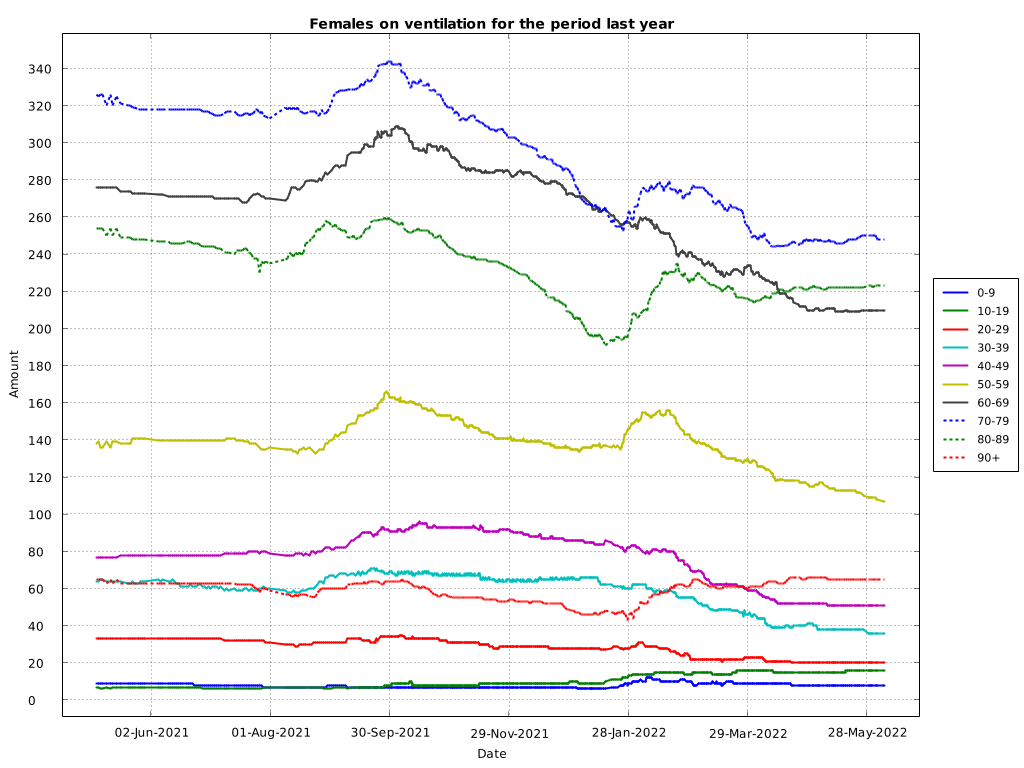 Females on ventilation for the period last year
Amount
340
320
300
280
260
240
220
200
180
160
140
120
100
80
60
40
20
0
02-Jun-2021
01-Aug-2021
30-Sep-2021
29-Nov-2021
28-Jan-2022
29-Mar-2022
28-May-2022
Date
0-9
10-19
20-29
30-39
40-49
50-59
60-69
70-79
80-89
90+